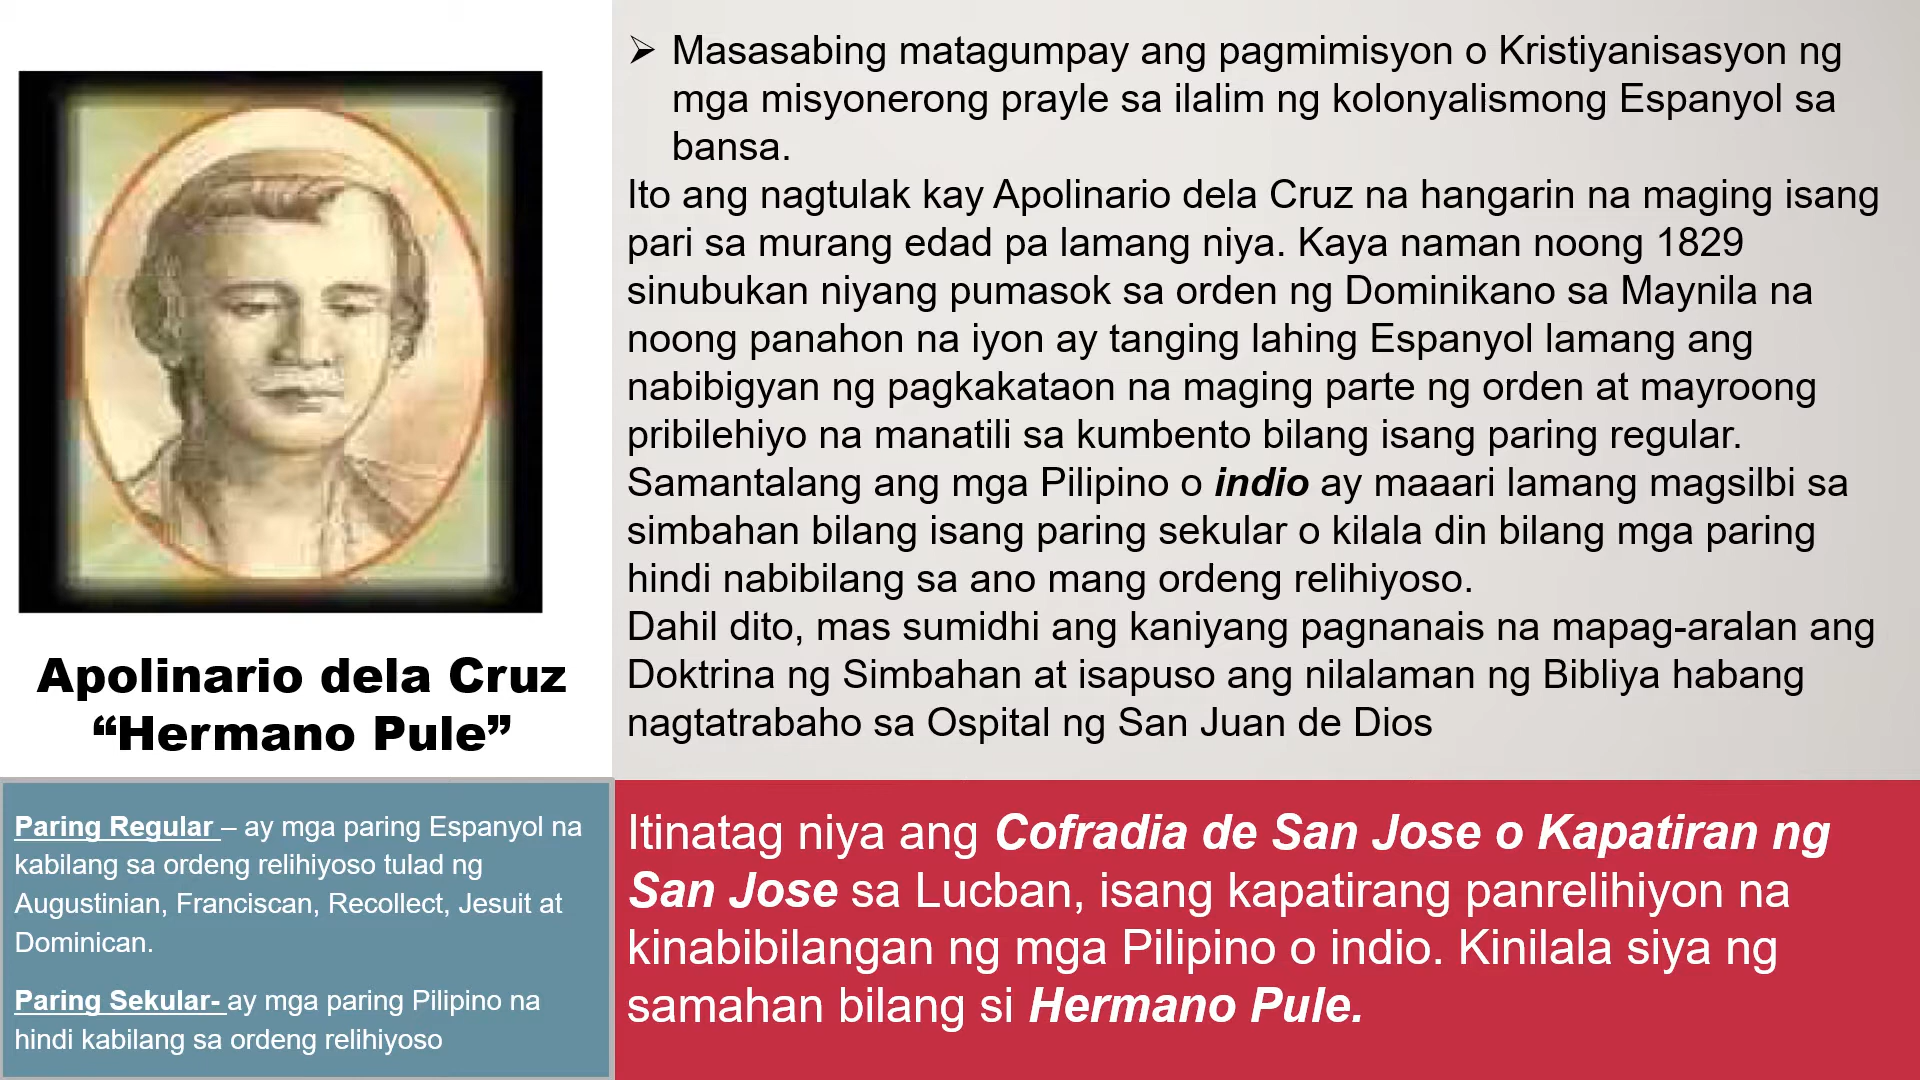 ➢ Masasabing matagumpay ang pagmimisyon o Kristiyanisasyon ng
mga misyonerong prayle sa ilalim ng kolonyalismong Espanyol sa
bansa.
Ito ang nagtulak kay Apolinario dela Cruz na hangarin na maging isang
pari sa murang edad pa lamang niya. Kaya naman noong 1829
sinubukan niyang pumasok sa orden ng Dominikano sa Maynila na
noong panahon na iyon ay tanging lahing Espanyol lamang ang
nabibigyan ng pagkakataon na maging parte ng orden at mayroong
pribilehiyo na manatili sa kumbento bilang isang paring regular.
Samantalang ang mga Pilipino o indio ay maaari lamang magsilbi sa
simbahan bilang isang paring sekular o kilala din bilang mga paring
hindi nabibilang sa ano mang ordeng relihiyoso.
Dahil dito, mas sumidhi ang kaniyang pagnanais na mapag-aralan ang
Doktrina ng Simbahan at isapuso ang nilalaman ng Bibliya habang
nagtatrabaho sa Ospital ng San Juan de Dios
Apolinario dela Cruz
“Hermano Pule”
Paring Regular – ay mga paring Espanyol na
kabilang sa ordeng relihiyoso tulad ng
Augustinian, Franciscan, Recollect, Jesuit at
Dominican.
Paring Sekular- ay mga paring Pilipino na
hindi kabilang sa ordeng relihiyoso
Itinatag niya ang Cofradia de San Jose o Kapatiran ng
San Jose sa Lucban, isang kapatirang panrelihiyon na
kinabibilangan ng mga Pilipino o indio. Kinilala siya ng
samahan bilang si Hermano Pule.